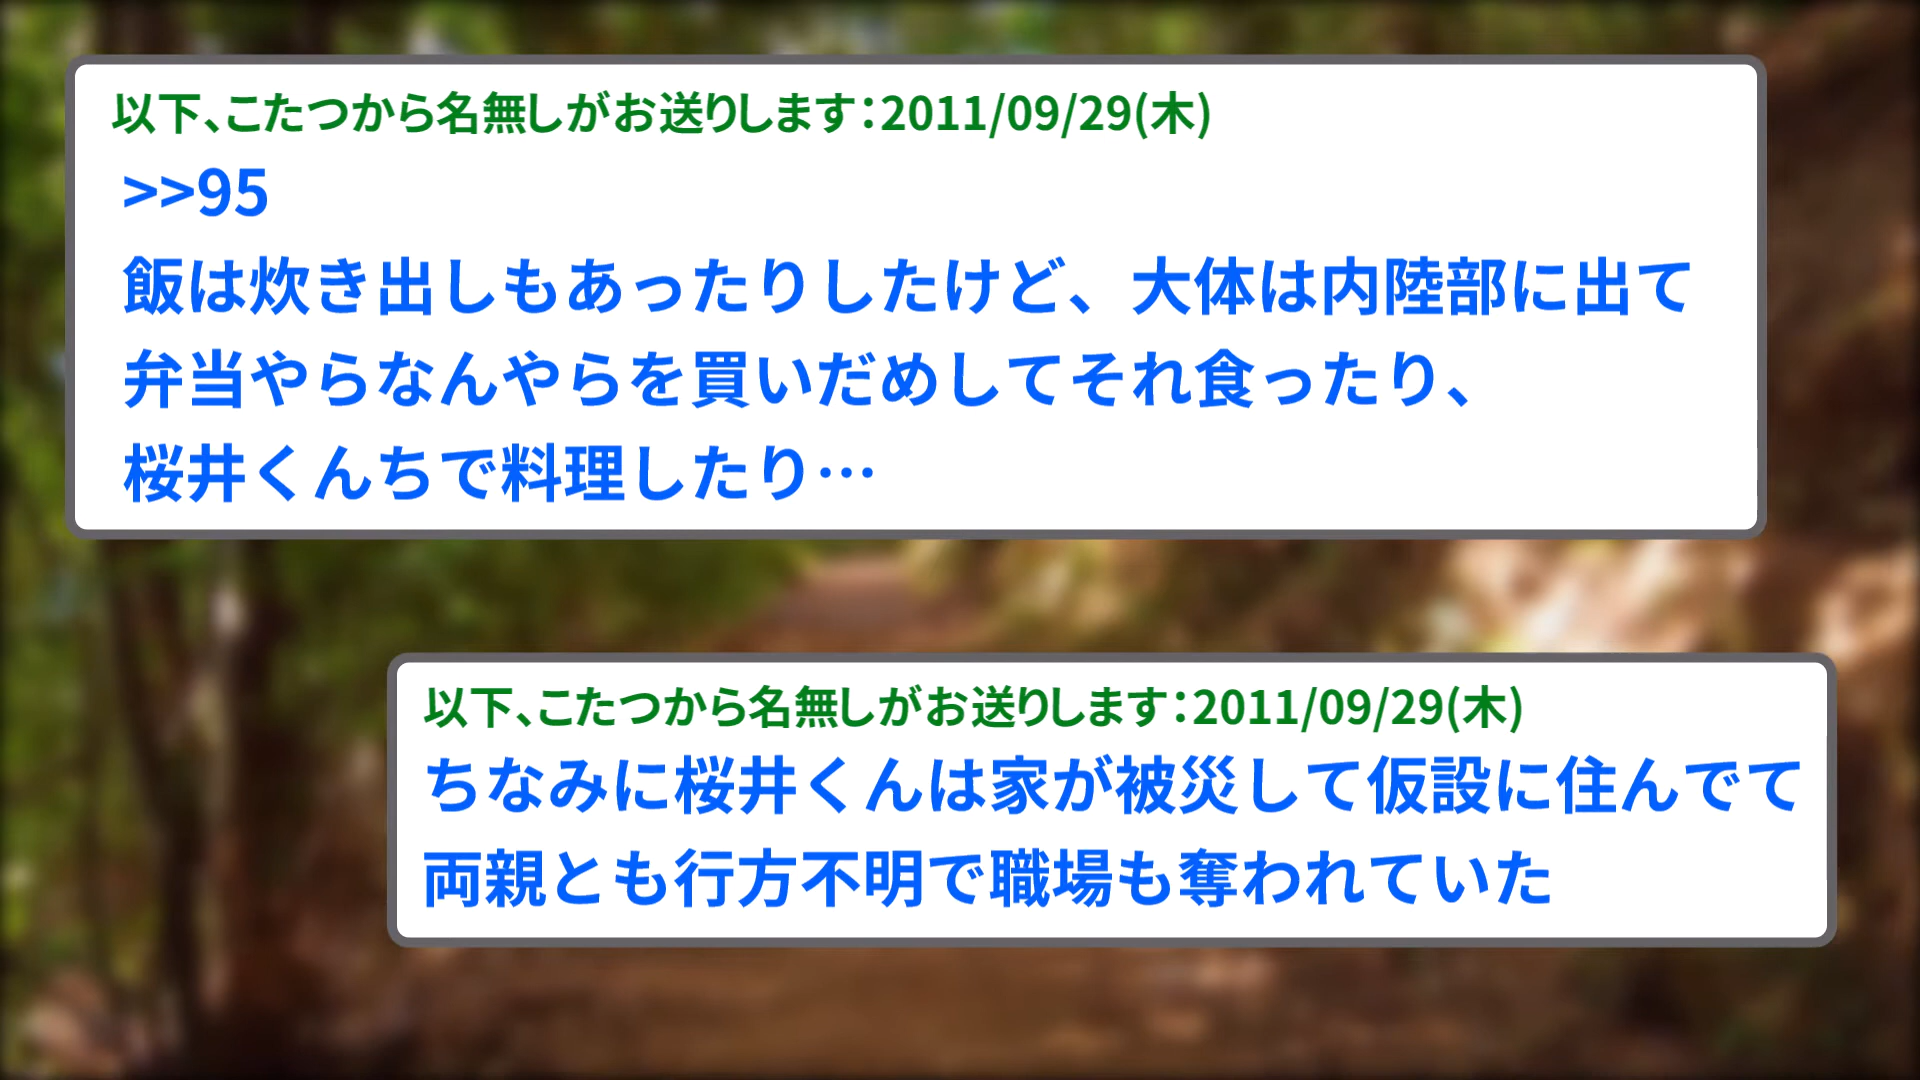 以下、こたつから名無しがお送りします：2011/09/29(木)
>>95
飯は炊き出しもあったりしたけど、大体は内陸部に出て
弁当やらなんやらを買いだめしてそれ食ったり、
桜井くんちで料理したり…
以下、こたつから名無しがお送りします：2011/09/29(木)
ちなみに桜井くんは家が被災して仮設に住んでて
両親とも行方不明で職場も奪われていた